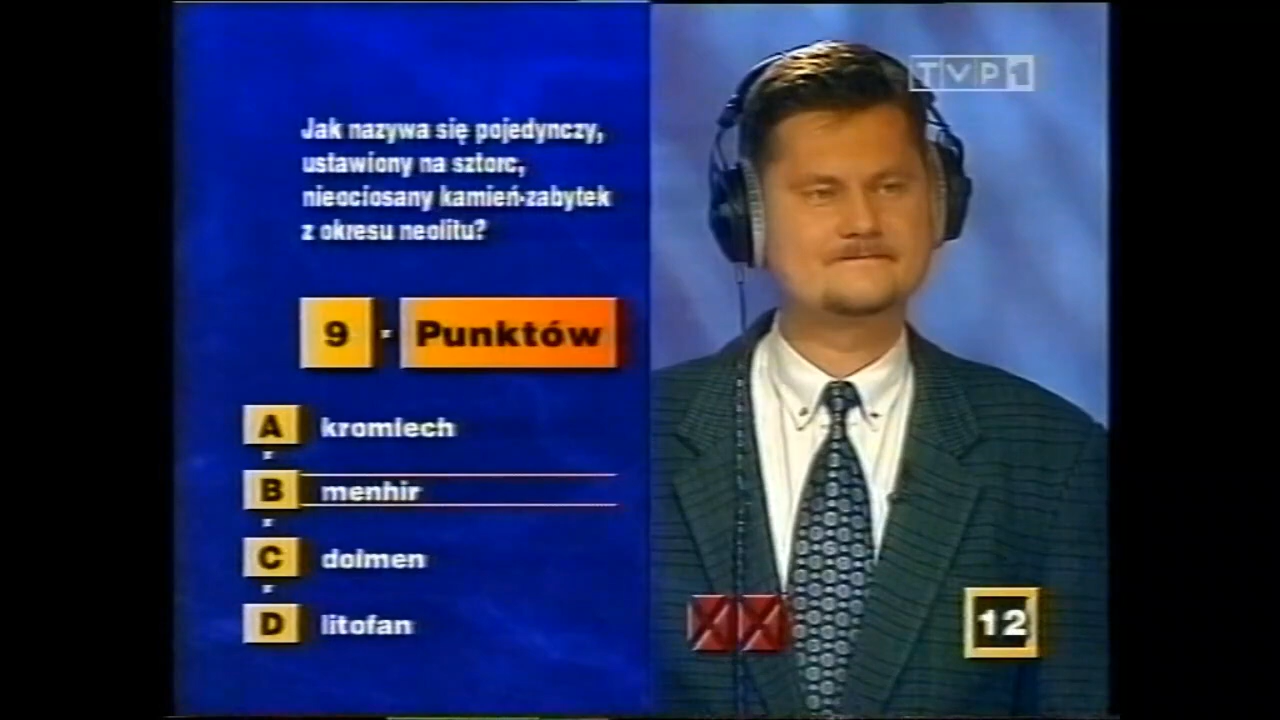 TVP1
Jak nazywa się pojedynczy,
ustawiony na sztorc,
nieociosany kamień-zabytek
z okresu neolitu?
9 Punktów
A kromlech
B menhir
C dolmen
D litofan
XX
12